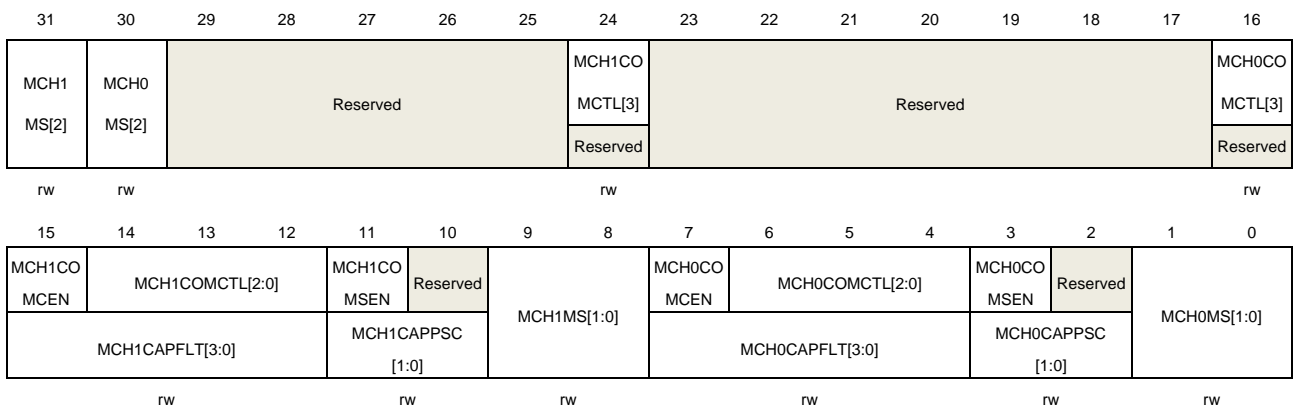 31 30 29 28 27 26 25 24 23 22 21 20 19 18 17 16
MCH1
MS[2]
MCH0
MS[2]
Reserved
MCH1CO
MCTL[3]
Reserved
Reserved
MCH0CO
MCTL[3]
Reserved
rw rw rw rw
15 14 13 12 11 10 9 8 7 6 5 4 3 2 1 0
MCH1CO
MCEN
MCH1COMCTL[2:0]
MCH1CO
MSEN
Reserved
MCH1MS[1:0]
MCH0CO
MCEN
MCH0COMCTL[2:0]
MCH0CO
MSEN
Reserved
MCH0MS[1:0]
MCH1CAPFLT[3:0]
MCH1CAPPSC
[1:0]
MCH0CAPFLT[3:0]
MCH0CAPPSC
[1:0]
rw rw rw rw rw rw